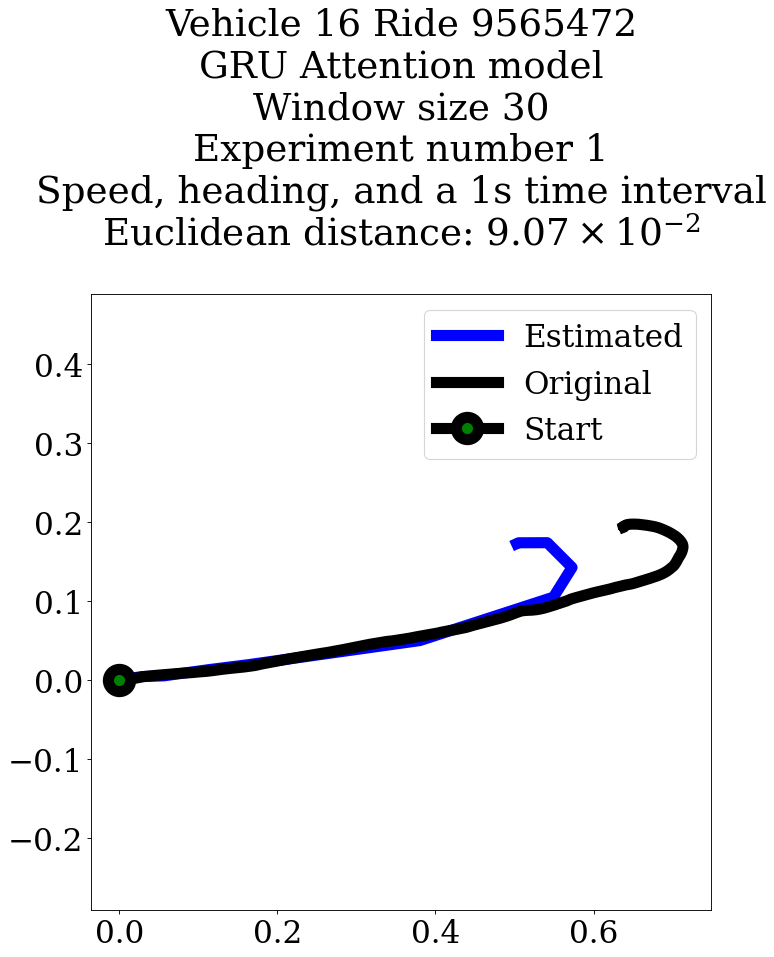 Vehicle 16 Ride 9565472
GRU Attention model
Window size 30
Experiment number 1
Speed, heading, and a 1s time interval
Euclidean distance: 9.07 × 10⁻²
Estimated
Original
Start
0.4
0.3
0.2
0.1
0.0
−0.1
−0.2
0.0 0.2 0.4 0.6